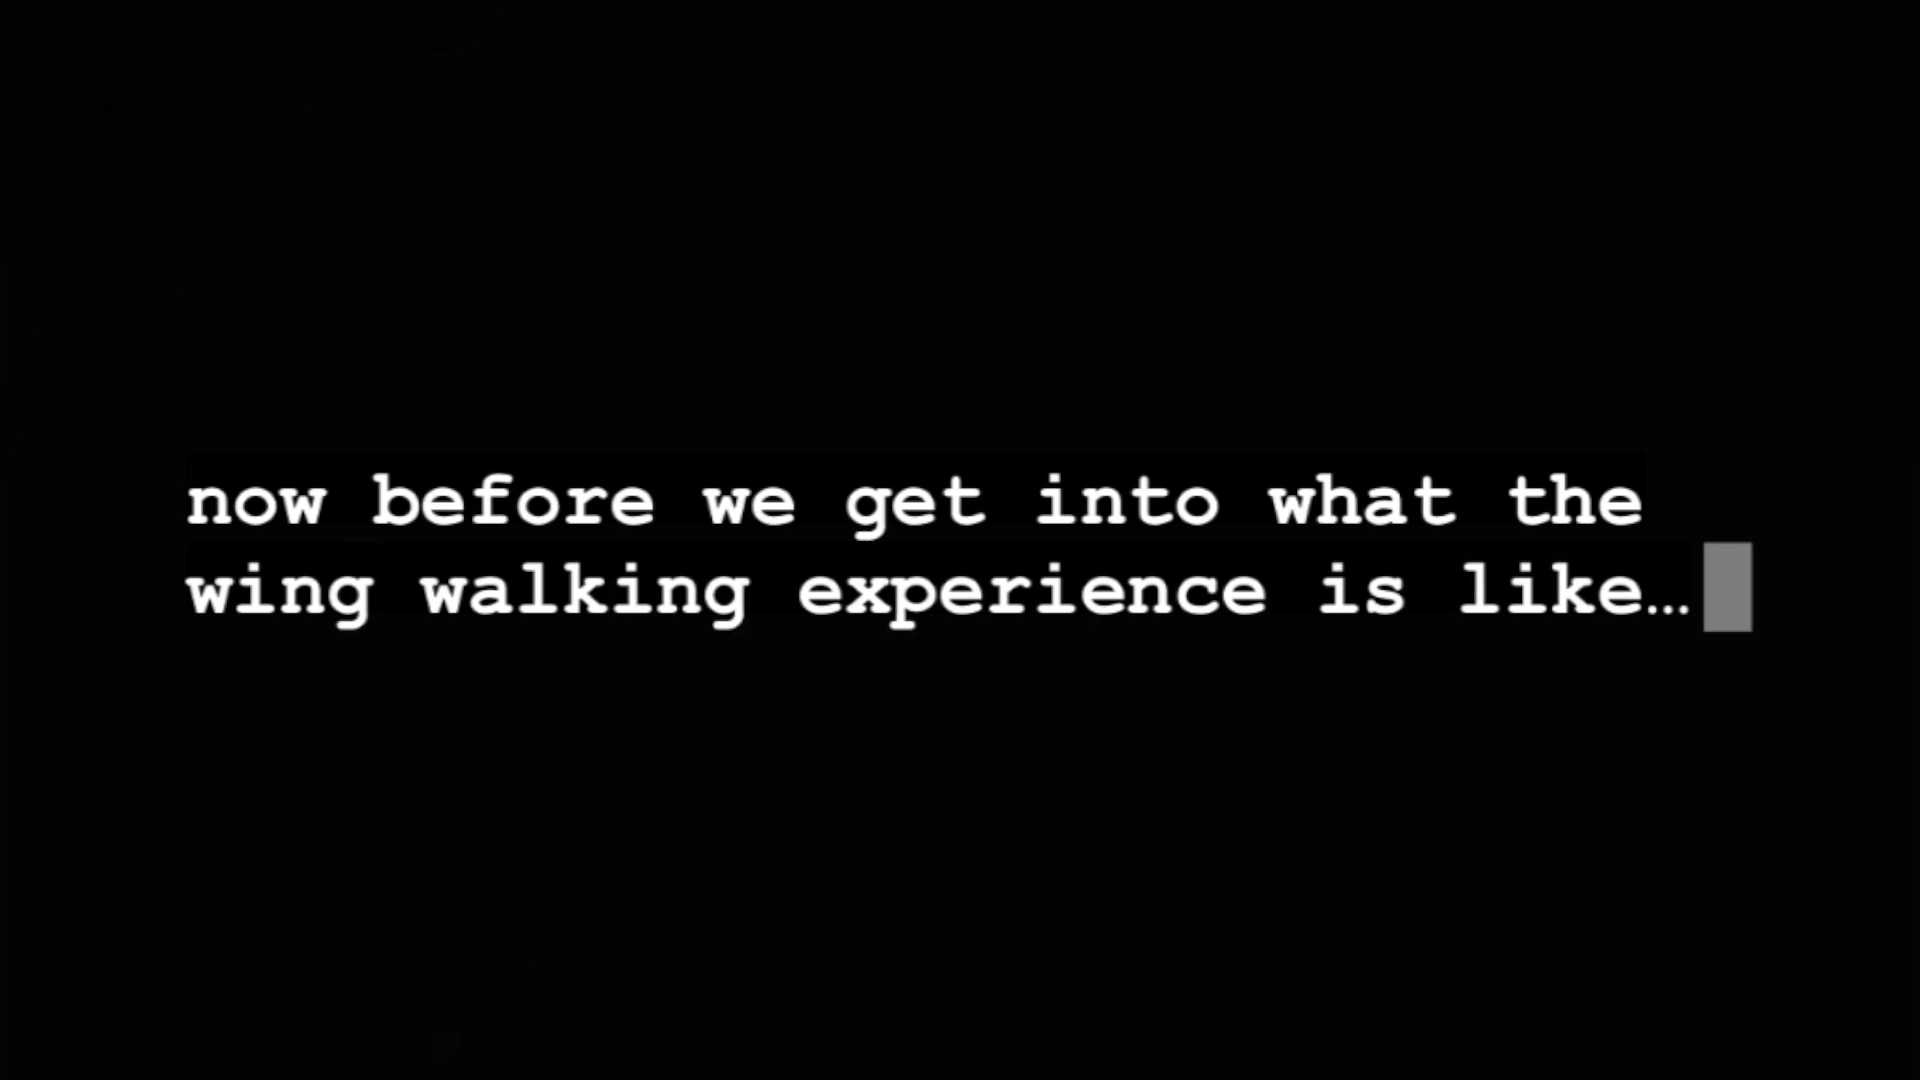 now before we get into what the
wing walking experience is like…